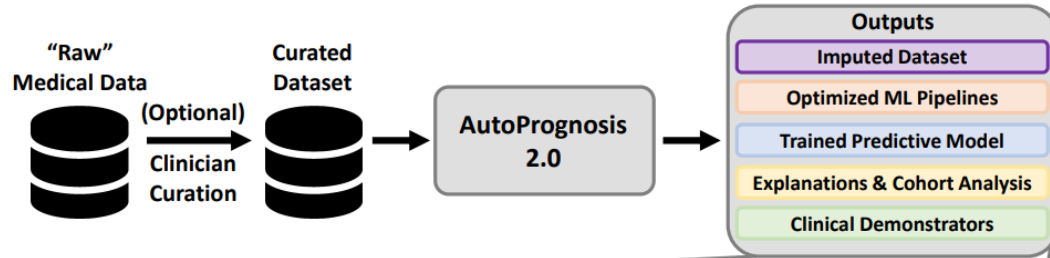 “Raw”
Medical Data
(Optional)
Clinician
Curation
Curated
Dataset
AutoPrognosis
2.0
Outputs
Imputed Dataset
Optimized ML Pipelines
Trained Predictive Model
Explanations & Cohort Analysis
Clinical Demonstrators